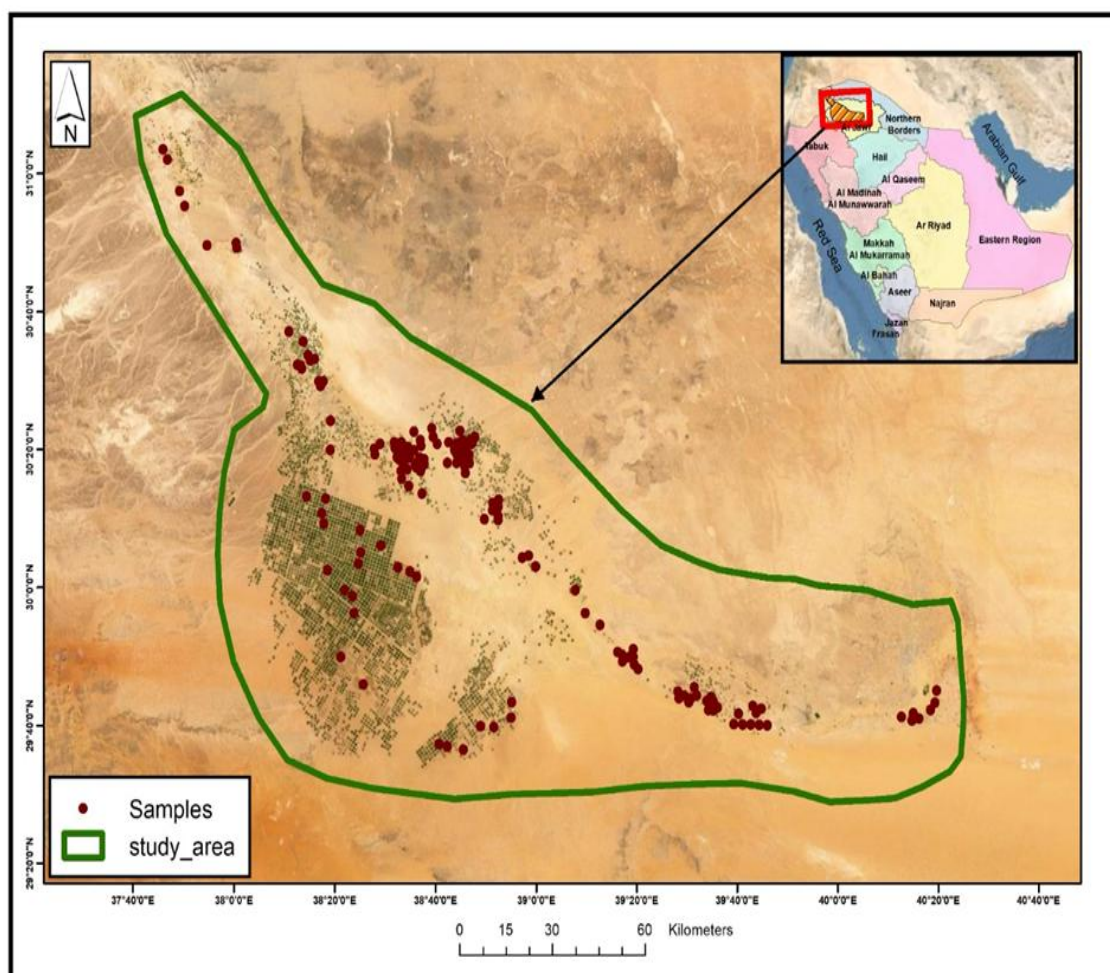 N
Northern
Borders
Al Jawf
Tabuk
Hail
Al Qaseem
Al Madinah
Al Munawwarah
Ar Riyad
Eastern Region
Makkah
Al Mukarramah
Al Bahah
Aseer
Najran
Jazan
Frasan
Red Sea
Arabian Gulf
31°0'0"N
30°40'0"N
30°20'0"N
30°0'0"N
29°40'0"N
29°20'0"N
Samples
study_area
37°40'0"E
38°0'0"E
38°20'0"E
38°40'0"E
39°0'0"E
39°20'0"E
39°40'0"E
40°0'0"E
40°20'0"E
40°40'0"E
0 15 30 60 Kilometers